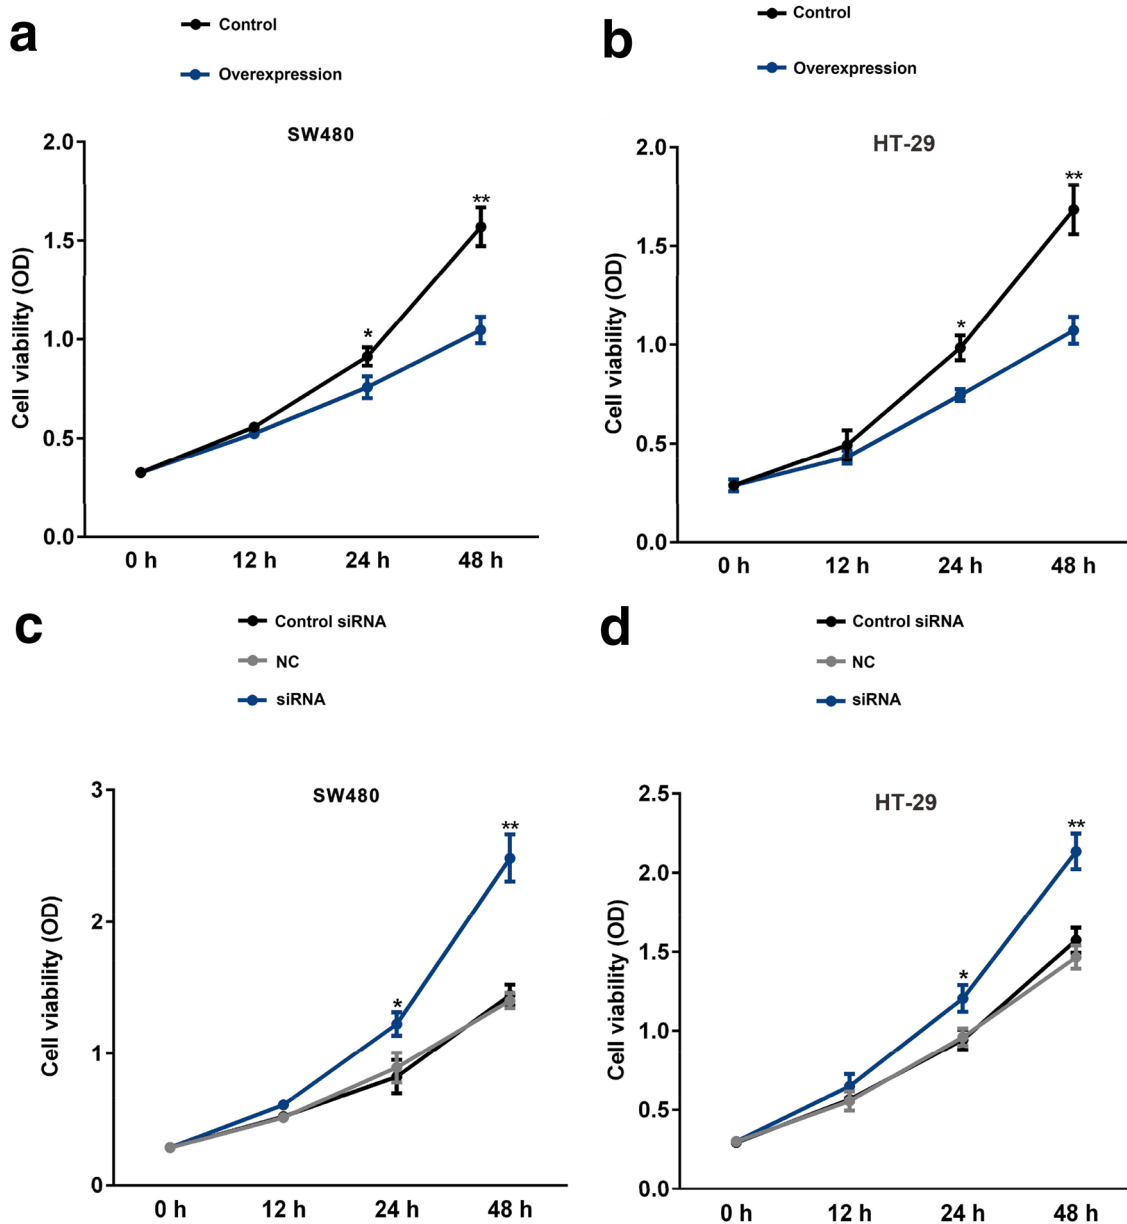 a
Control
Overexpression
SW480
Cell viability (OD)
2.0
1.5
1.0
0.5
0.0
*
**
0 h 12 h 24 h 48 h
b
Control
Overexpression
HT-29
Cell viability (OD)
2.0
1.5
1.0
0.5
0.0
*
**
0 h 12 h 24 h 48 h
c
Control siRNA
NC
siRNA
SW480
Cell viability (OD)
3
2
1
0
*
**
0 h 12 h 24 h 48 h
d
Control siRNA
NC
siRNA
HT-29
Cell viability (OD)
2.5
2.0
1.5
1.0
0.5
0.0
*
**
0 h 12 h 24 h 48 h